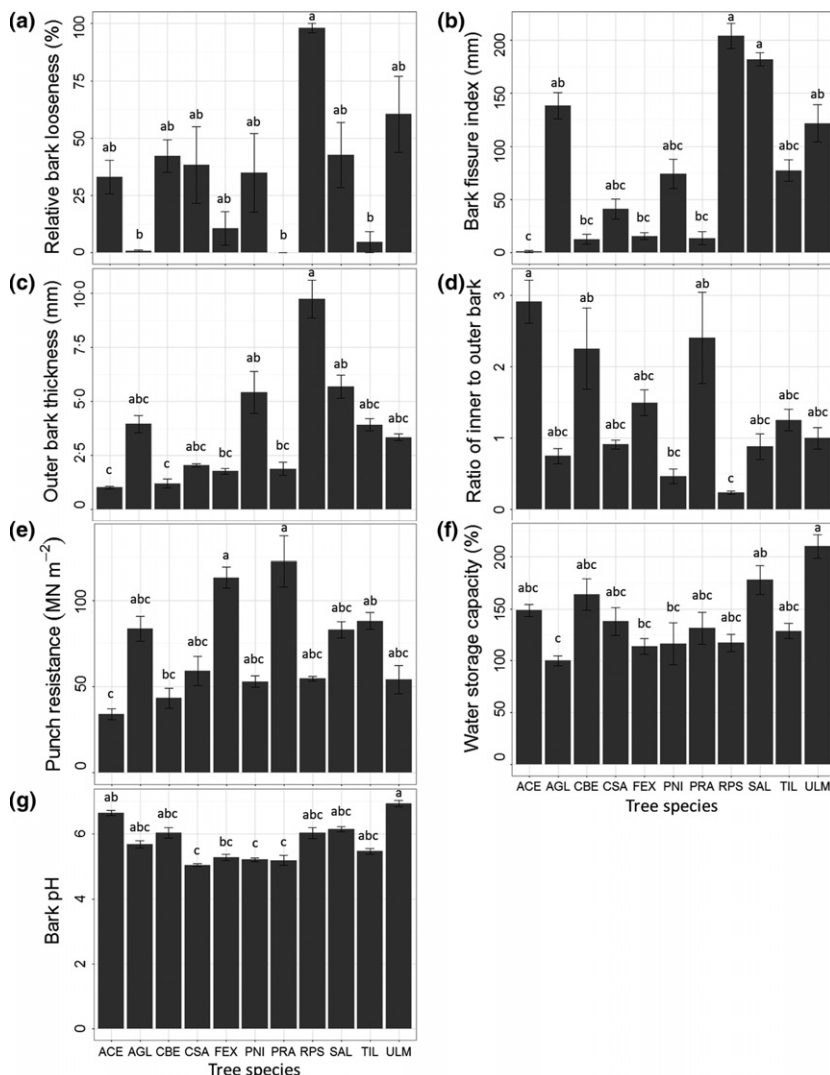 (a)
Relative bark looseness (%)
100
75
50
25
0
ab
b
ab
ab
ab
ab
b
a
ab
b
ab
(b)
Bark fissure index (mm)
200
150
100
50
0
c
ab
bc
abc
bc
abc
bc
a
a
abc
ab
(c)
Outer bark thickness (mm)
10·0
7·5
5·0
2·5
0
c
abc
c
abc
bc
ab
bc
a
ab
abc
abc
(d)
Ratio of inner to outer bark
3
2
1
0
a
abc
ab
abc
abc
bc
ab
c
abc
abc
abc
(e)
Punch resistance (MN m⁻²)
100
50
0
c
abc
bc
abc
a
abc
a
abc
abc
ab
abc
(f)
Water storage capacity (%)
200
150
100
50
0
abc
c
abc
abc
bc
bc
abc
abc
ab
abc
a
ACE AGL CBE CSA FEX PNI PRA RPS SAL TIL ULM
Tree species
(g)
Bark pH
6
4
2
0
ab
abc
abc
c
bc
c
c
abc
abc
abc
a
ACE AGL CBE CSA FEX PNI PRA RPS SAL TIL ULM
Tree species